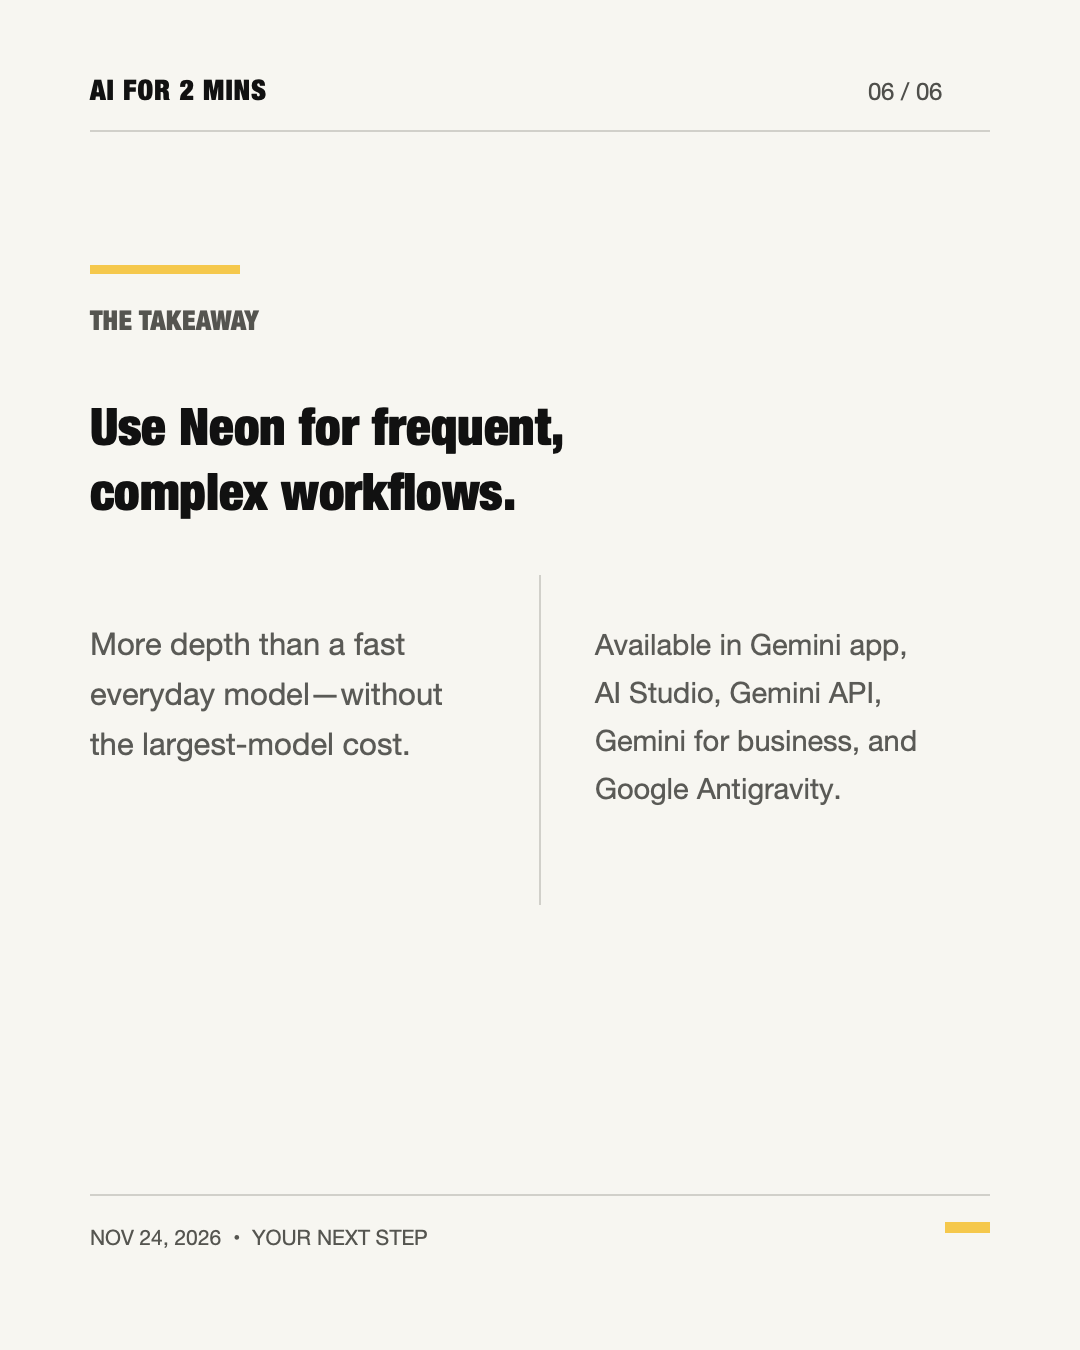 AI FOR 2 MINS
06 / 06
THE TAKEAWAY
Use Neon for frequent,
complex workflows.
More depth than a fast
everyday model—without
the largest-model cost.
Available in Gemini app,
AI Studio, Gemini API,
Gemini for business, and
Google Antigravity.
NOV 24, 2026 • YOUR NEXT STEP